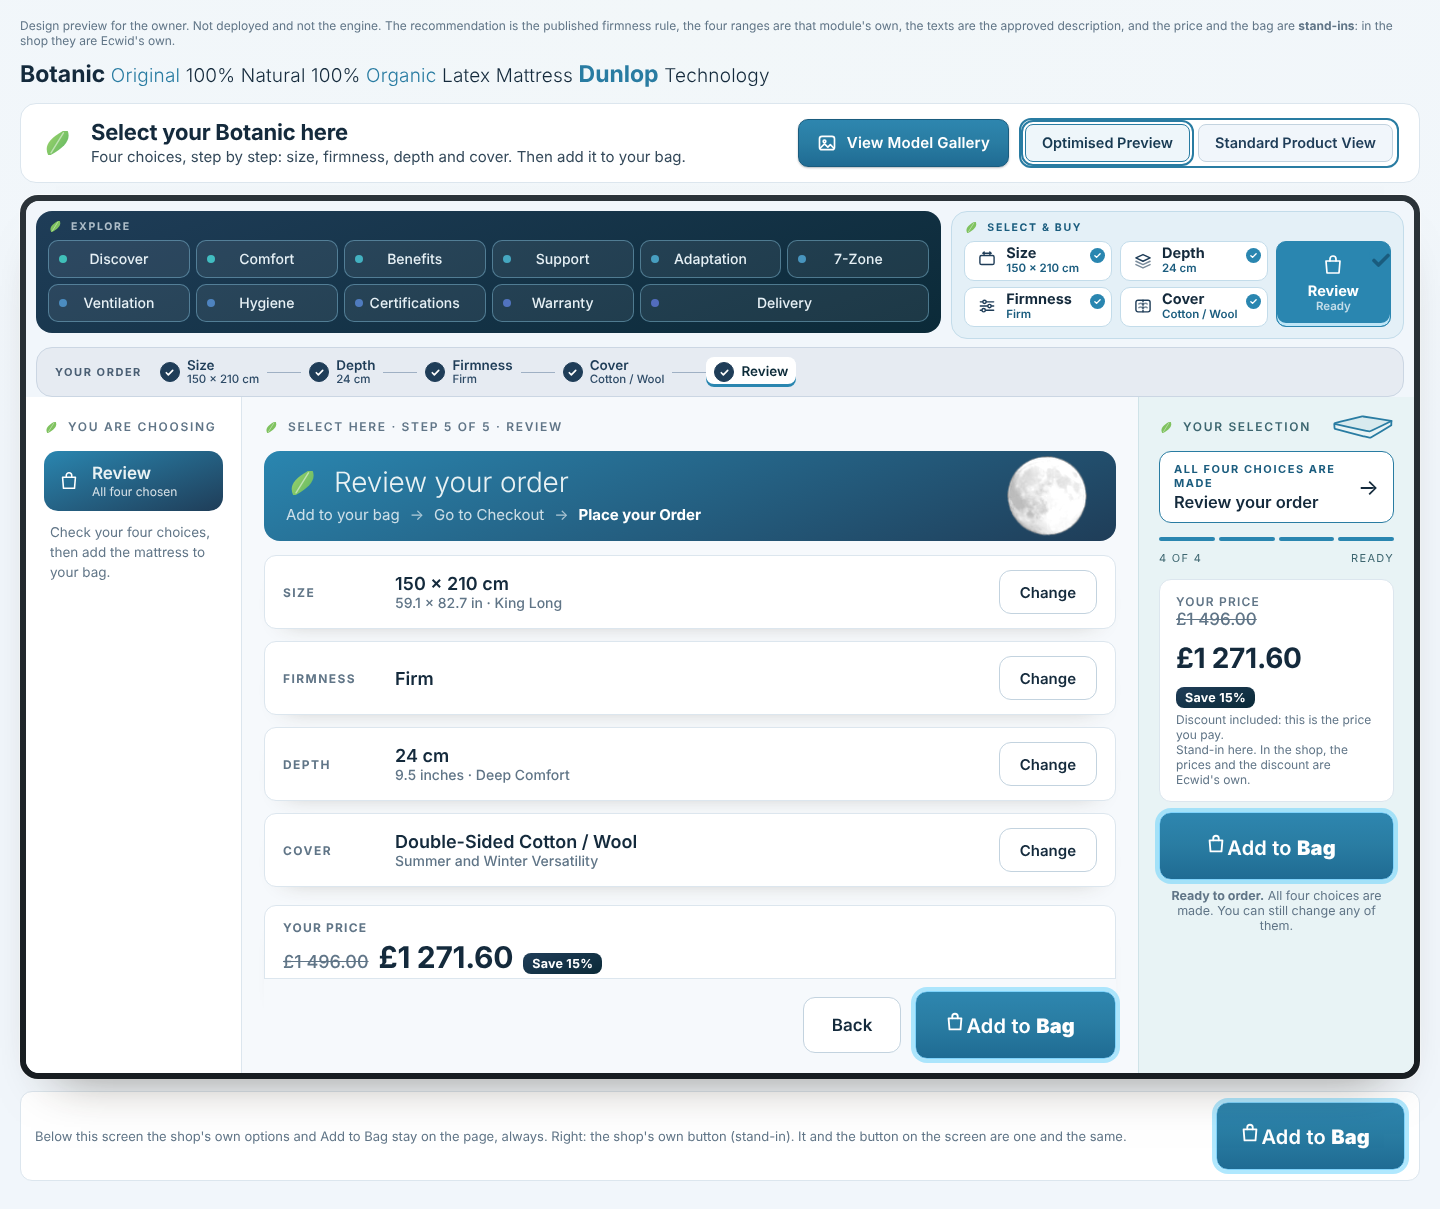 Design preview for the owner. Not deployed and not the engine. The recommendation is the published firmness rule, the four ranges are that module's own, the texts are the approved description, and the price and the bag are stand-ins: in the
shop they are Ecwid's own.
Botanic Original 100% Natural 100% Organic Latex Mattress Dunlop Technology
Select your Botanic here
Four choices, step by step: size, firmness, depth and cover. Then add it to your bag.
View Model Gallery
Optimised Preview
Standard Product View
EXPLORE
Discover
Comfort
Benefits
Support
Adaptation
7-Zone
Ventilation
Hygiene
Certifications
Warranty
Delivery
SELECT & BUY
Size
150 × 210 cm
Depth
24 cm
Firmness
Firm
Cover
Cotton / Wool
Review
Ready
YOUR ORDER
Size
150 × 210 cm
Depth
24 cm
Firmness
Firm
Cover
Cotton / Wool
Review
YOU ARE CHOOSING
Review
All four chosen
Check your four choices,
then add the mattress to
your bag.
SELECT HERE · STEP 5 OF 5 · REVIEW
Review your order
Add to your bag → Go to Checkout → Place your Order
SIZE
150 × 210 cm
59.1 × 82.7 in · King Long
Change
FIRMNESS
Firm
Change
DEPTH
24 cm
9.5 inches · Deep Comfort
Change
COVER
Double-Sided Cotton / Wool
Summer and Winter Versatility
Change
YOUR PRICE
£1 496.00 £1 271.60 Save 15%
Back
Add to Bag
YOUR SELECTION
ALL FOUR CHOICES ARE
MADE
Review your order →
4 OF 4 READY
YOUR PRICE
£1 496.00
£1 271.60
Save 15%
Discount included: this is the price
you pay.
Stand-in here. In the shop, the
prices and the discount are
Ecwid's own.
Add to Bag
Ready to order. All four choices are
made. You can still change any of
them.
Below this screen the shop's own options and Add to Bag stay on the page, always. Right: the shop's own button (stand-in). It and the button on the screen are one and the same.
Add to Bag